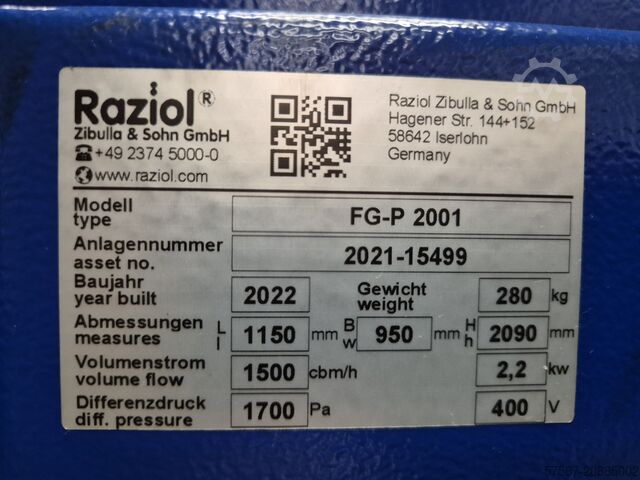 Raziol®
Zibulla & Sohn GmbH
+49 2374 5000-0
www.raziol.com
Raziol Zibulla & Sohn GmbH
Hagener Str. 144+152
58642 Iserlohn
Germany
Modell
type FG-P 2001
Anlagennummer
asset no. 2021-15499
Baujahr
year built 2022 Gewicht
weight 280 kg
Abmessungen
measures L
l 1150 mm B
w 950 mm H
h 2090 mm
Volumenstrom
volume flow 1500 cbm/h 2,2 kw
Differenzdruck
diff. pressure 1700 Pa 400 V